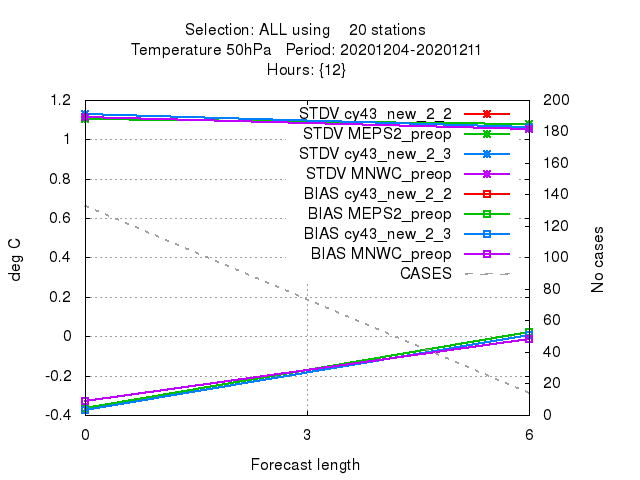 Selection: ALL using 20 stations
Temperature 50hPa Period: 20201204-20201211
Hours: {12}
1.2
1
0.8
0.6
0.4
0.2
0
-0.2
-0.4
deg C
200
180
160
140
120
100
80
60
40
20
0
No cases
STDV cy43_new_2_2
STDV MEPS2_preop
STDV cy43_new_2_3
STDV MNWC_preop
BIAS cy43_new_2_2
BIAS MEPS2_preop
BIAS cy43_new_2_3
BIAS MNWC_preop
CASES
0 3 6
Forecast length